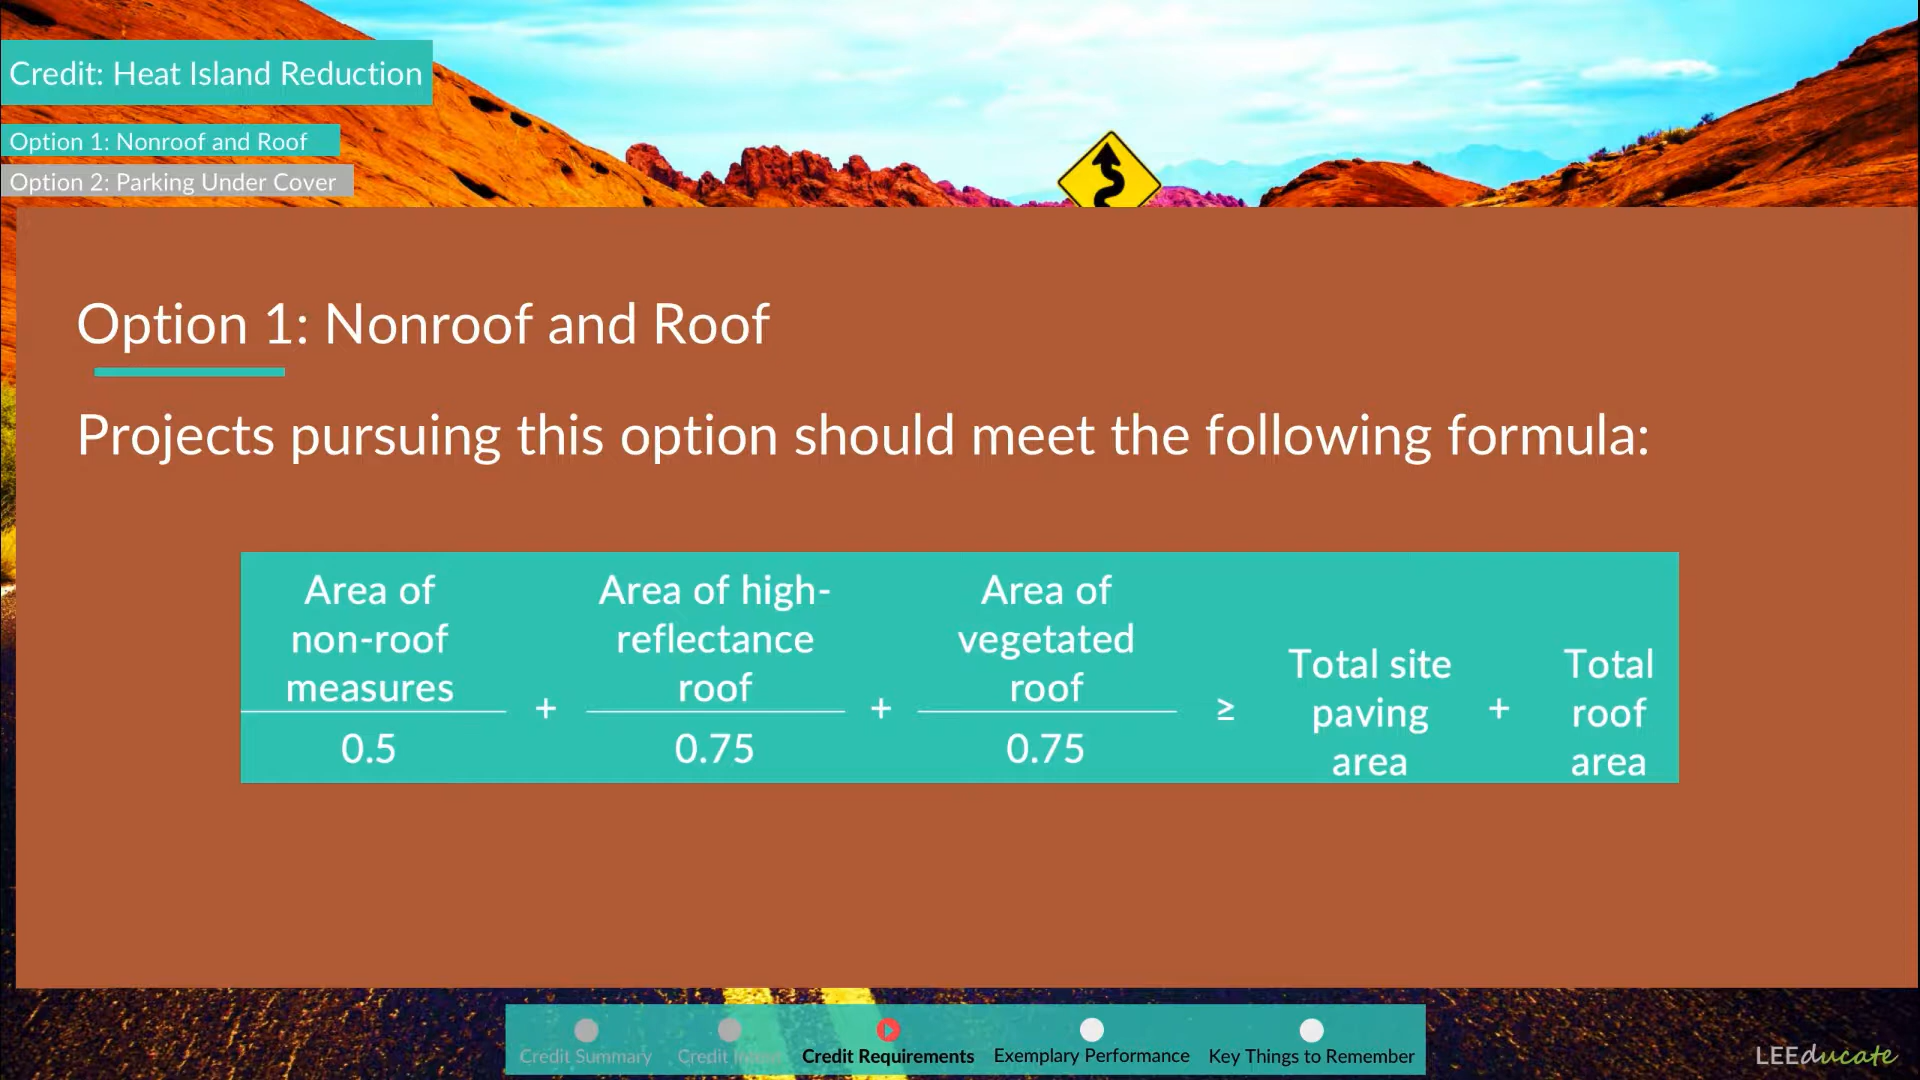 Credit: Heat Island Reduction
Option 1: Nonroof and Roof
Option 2: Parking Under Cover
Option 1: Nonroof and Roof
Projects pursuing this option should meet the following formula:
Area of
non-roof
measures
0.5
+
Area of high-
reflectance
roof
0.75
+
Area of
vegetated
roof
0.75
≥
Total site
paving
area
+
Total
roof
area
Credit Summary
Credit
Credit Requirements
Exemplary Performance
Key Things to Remember
LEEducate